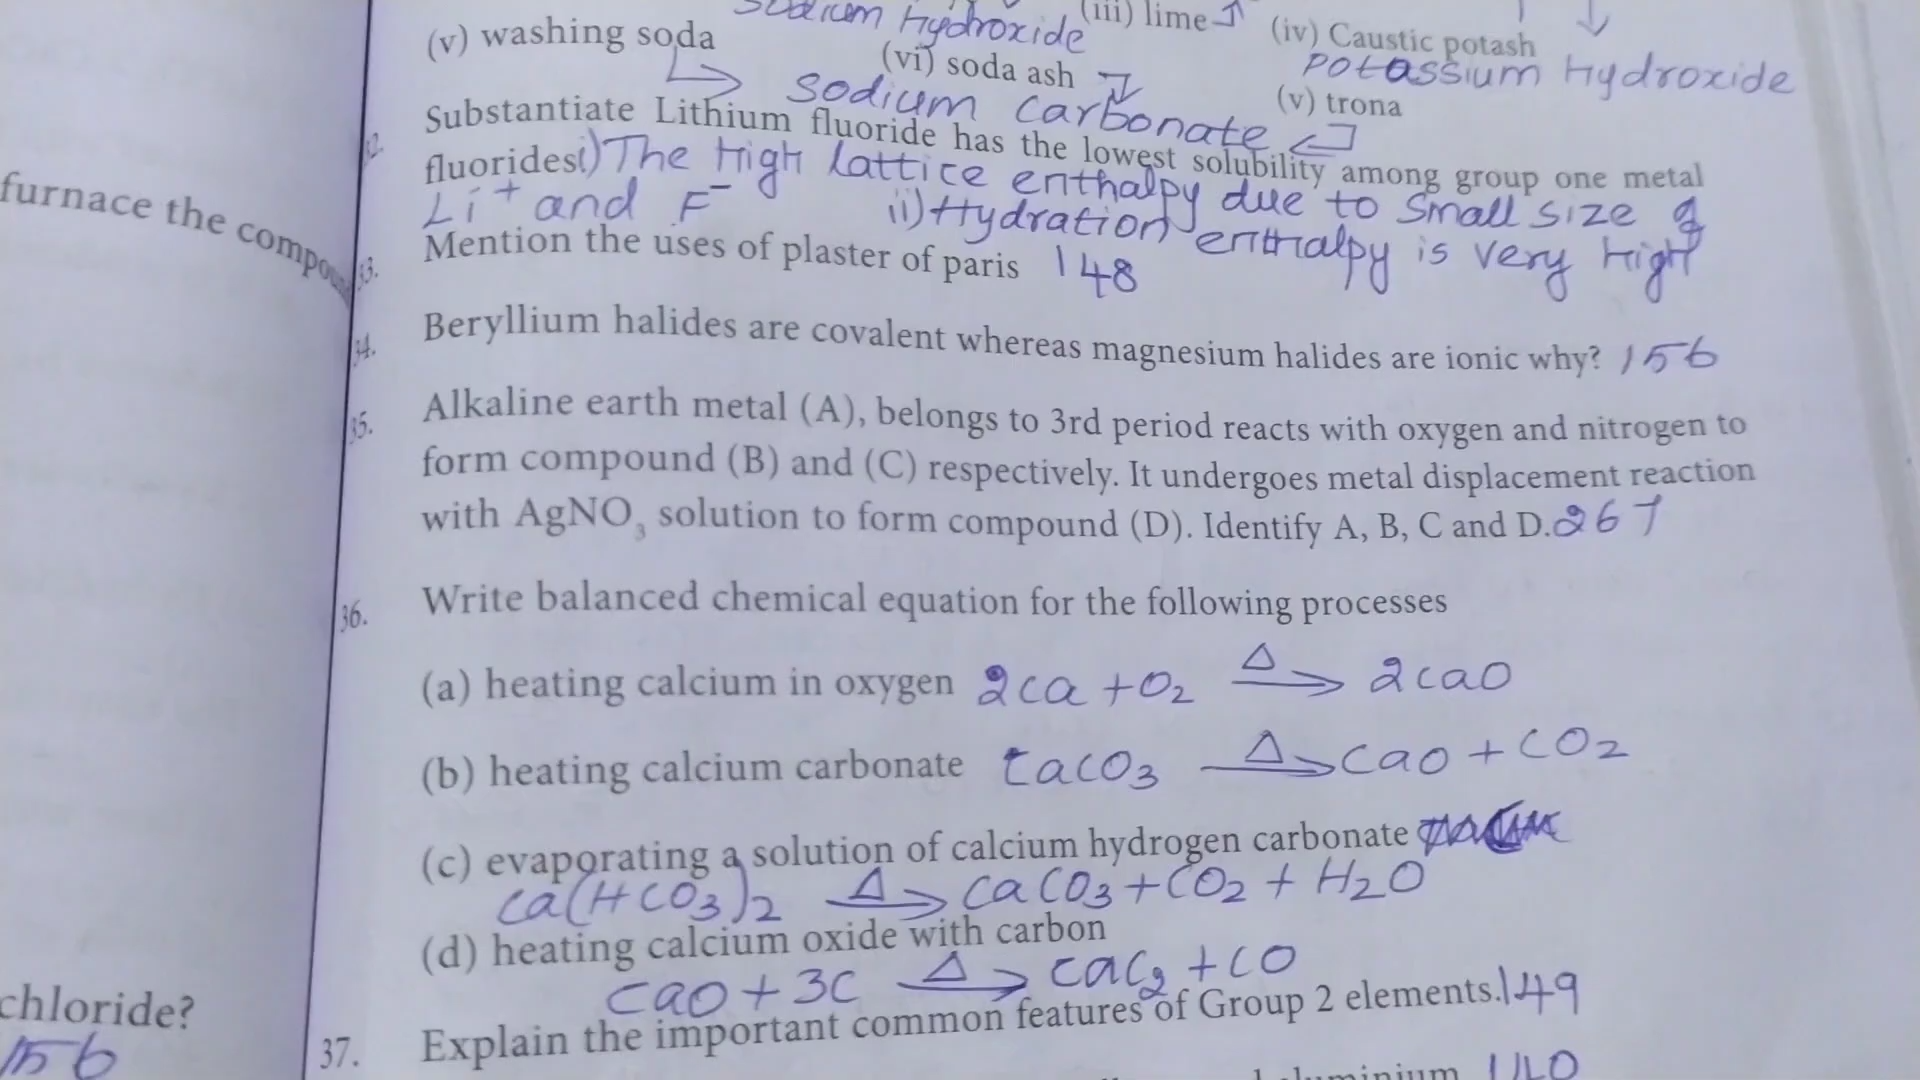 sodium Hydroxide (iii) lime
(v) washing soda (vi) soda ash (iv) Caustic potash
Potassium Hydroxide
sodium carbonate (v) trona
Substantiate Lithium fluoride has the lowest solubility among group one metal
fluorides i) The High lattice enthalpy due to small size of
Li⁺ and F⁻ ii) Hydration enthalpy is very high
33. Mention the uses of plaster of paris 148
34. Beryllium halides are covalent whereas magnesium halides are ionic why? 156
35. Alkaline earth metal (A), belongs to 3rd period reacts with oxygen and nitrogen to
form compound (B) and (C) respectively. It undergoes metal displacement reaction
with AgNO₃ solution to form compound (D). Identify A, B, C and D. 267
36. Write balanced chemical equation for the following processes
(a) heating calcium in oxygen 2Ca + O₂ —Δ→ 2CaO
(b) heating calcium carbonate CaCO₃ —Δ→ CaO + CO₂
(c) evaporating a solution of calcium hydrogen carbonate
Ca(HCO₃)₂ —Δ→ CaCO₃ + CO₂ + H₂O
(d) heating calcium oxide with carbon
CaO + 3C —Δ→ CaC₂ + CO
37. Explain the important common features of Group 2 elements. 149
140
furnace the compound
chloride?
156